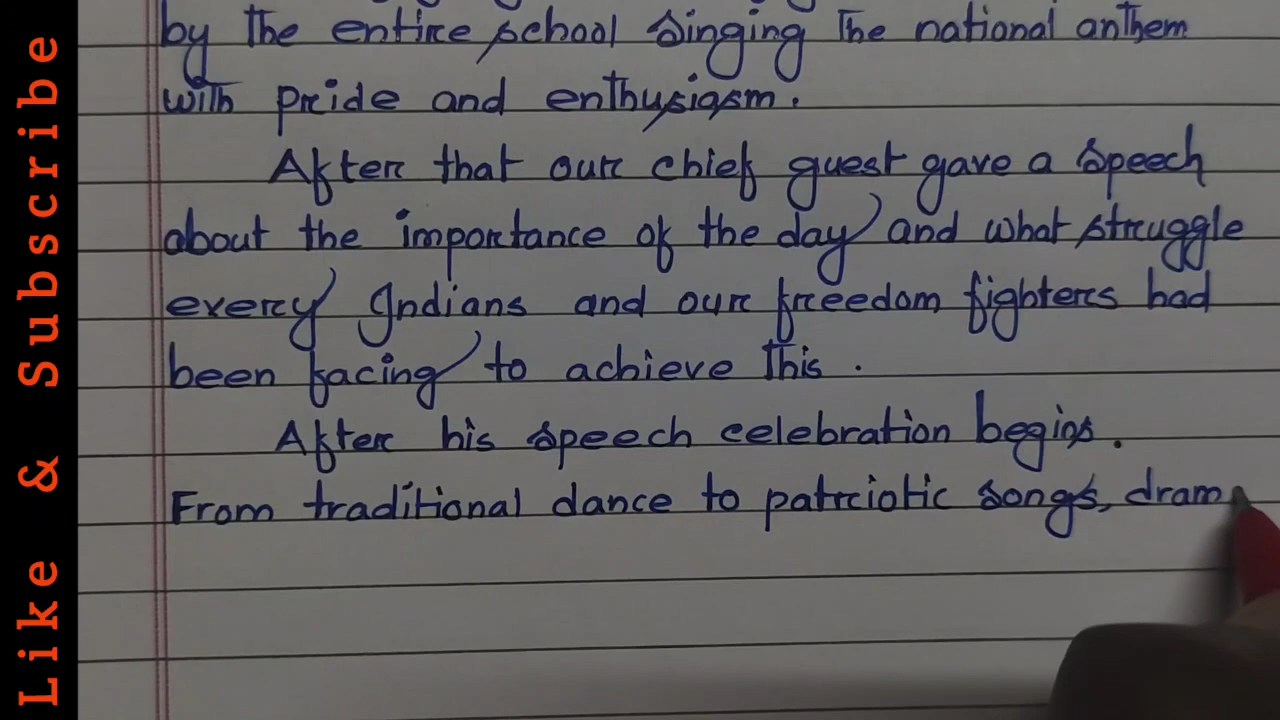 Like & Subscribe
by the entire school singing the national anthem
with pride and enthusiasm.
After that our chief guest gave a speech
about the importance of the day and what struggle
every Indians and our freedom fighters had
been facing to achieve this.
After his speech celebration begins.
From traditional dance to patriotic songs, dram